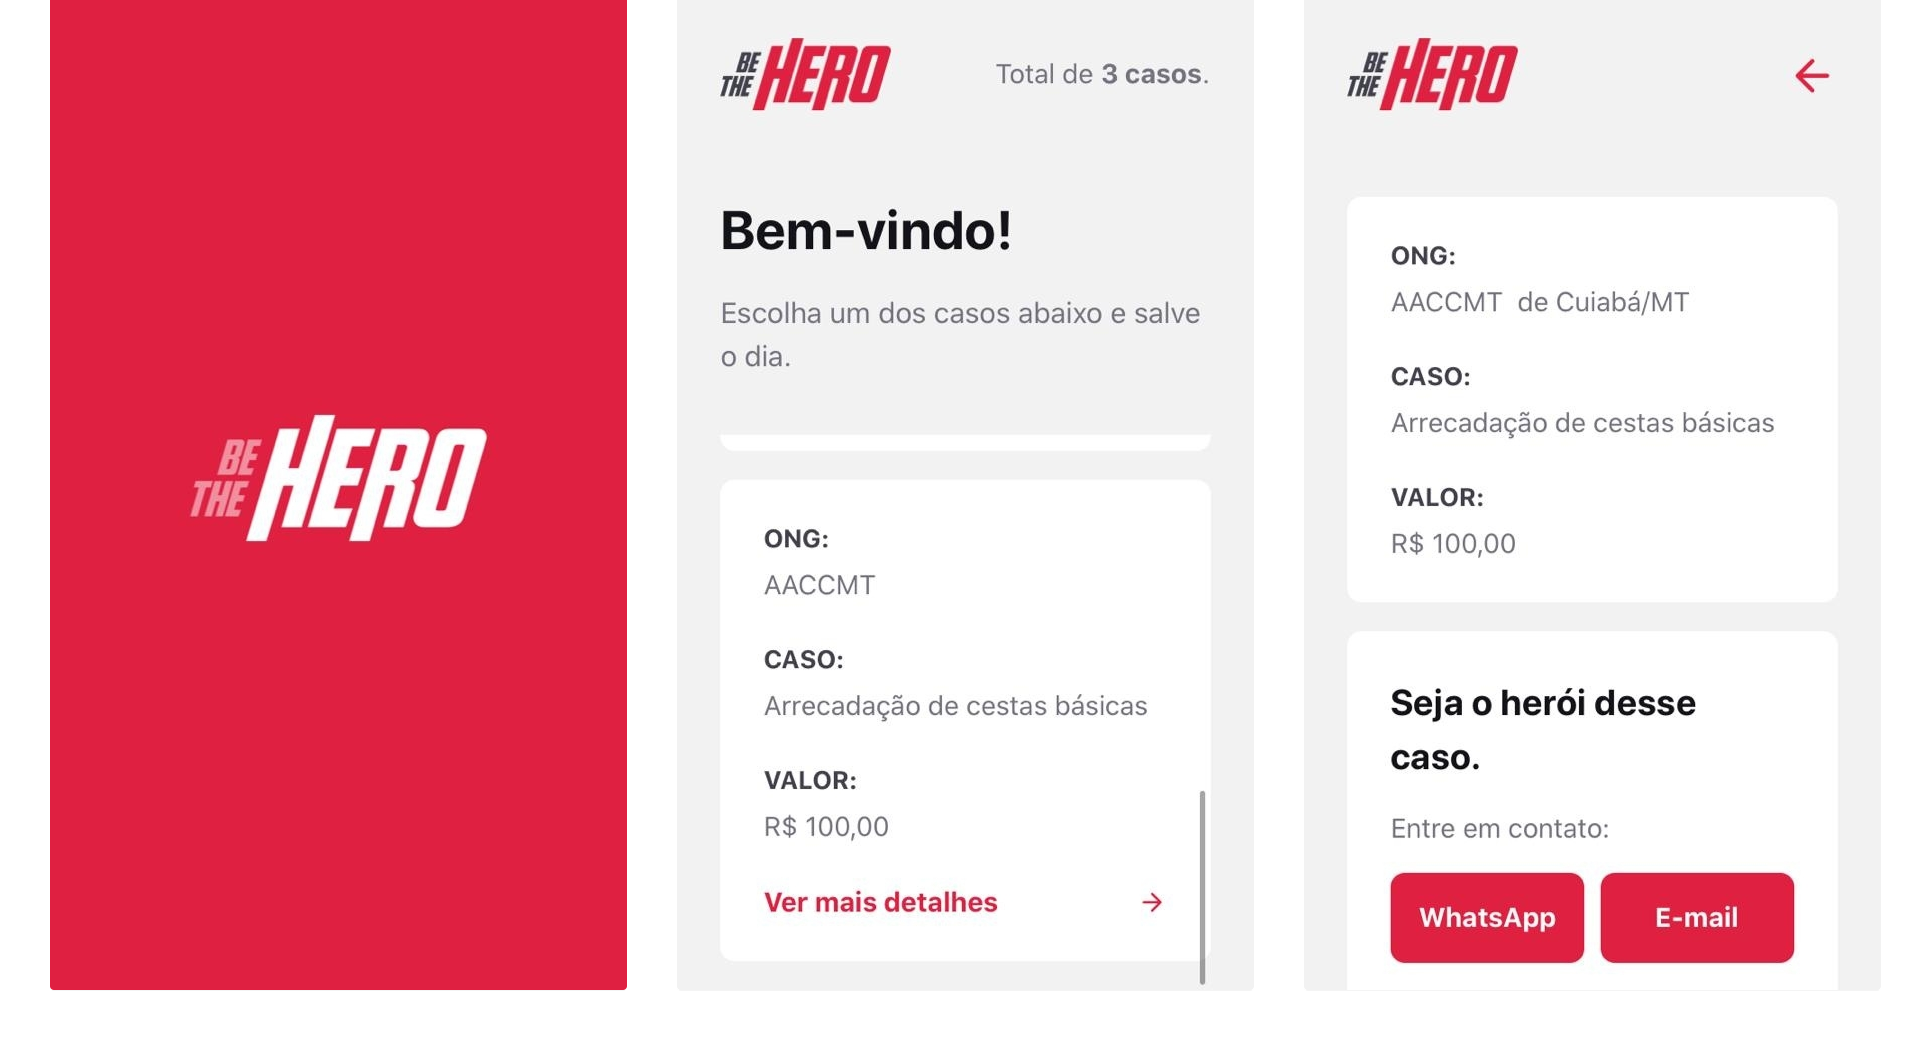 BE
THE HERO
BE
THE HERO
Total de 3 casos.
Bem-vindo!
Escolha um dos casos abaixo e salve
o dia.
ONG:
AACCMT
CASO:
Arrecadação de cestas básicas
VALOR:
R$ 100,00
Ver mais detalhes
BE
THE HERO
ONG:
AACCMT  de Cuiabá/MT
CASO:
Arrecadação de cestas básicas
VALOR:
R$ 100,00
Seja o herói desse
caso.
Entre em contato:
WhatsApp
E-mail